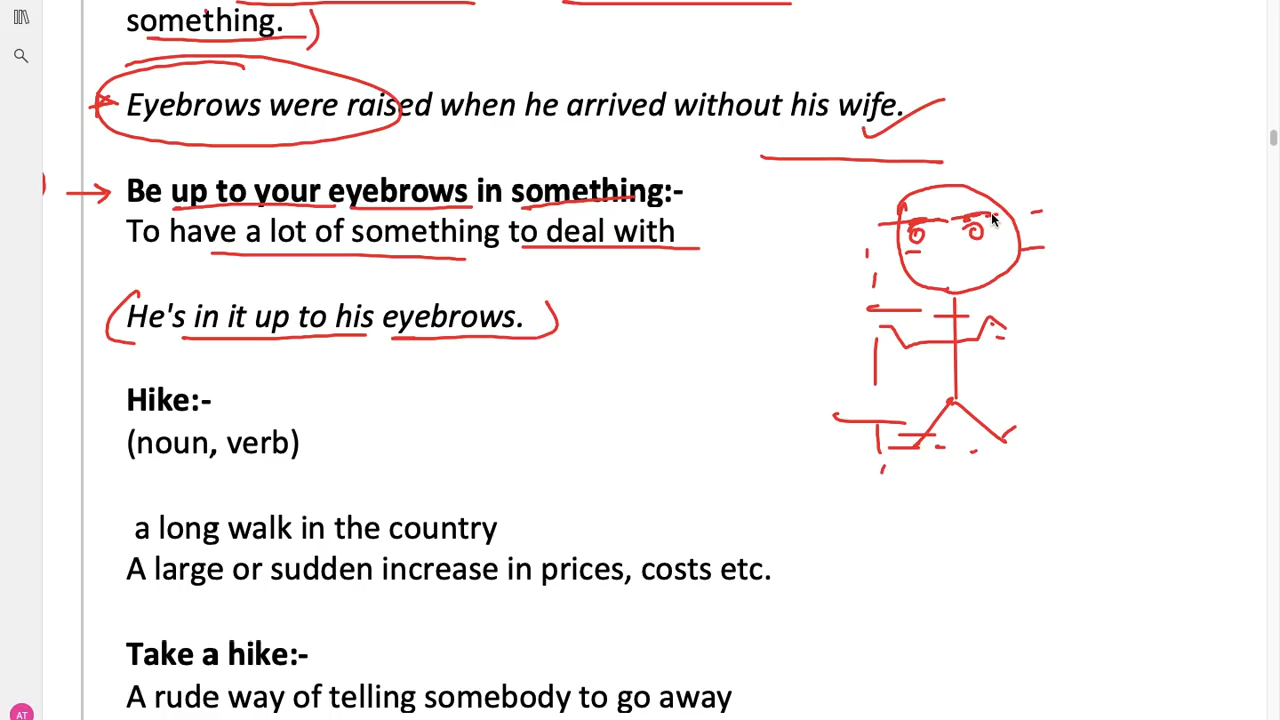 something.
Eyebrows were raised when he arrived without his wife.
Be up to your eyebrows in something:-
To have a lot of something to deal with
He's in it up to his eyebrows.
Hike:-
(noun, verb)
a long walk in the country
A large or sudden increase in prices, costs etc.
Take a hike:-
A rude way of telling somebody to go away
AT